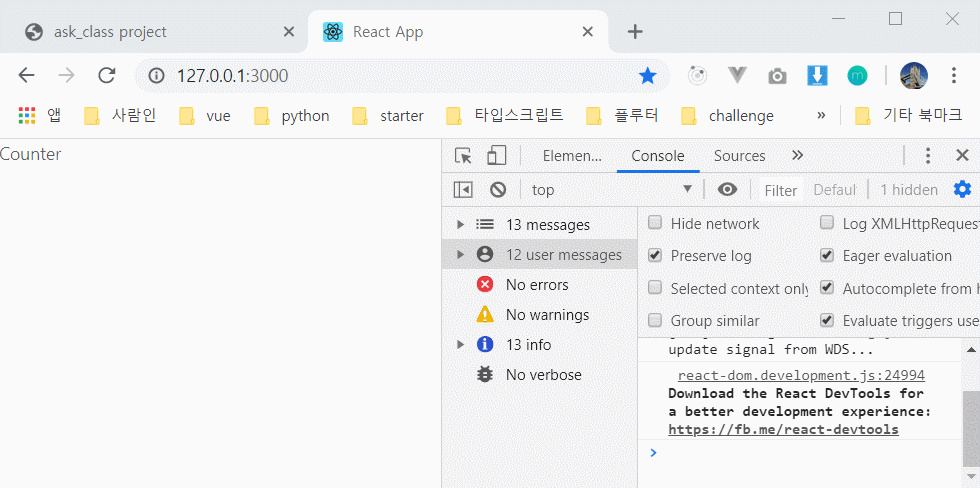 ask_class project
React App
127.0.0.1:3000
앱
사람인
vue
python
starter
타입스크립트
플루터
challenge
»
기타 북마크
Counter
Elemen...
Console
Sources
top
Filter
Defaul
1 hidden
13 messages
12 user messages
No errors
No warnings
13 info
No verbose
Hide network
Log XMLHttpRequest
Preserve log
Eager evaluation
Selected context only
Autocomplete from h
Group similar
Evaluate triggers use
update signal from WDS...
react-dom.development.js:24994
Download the React DevTools for
a better development experience:
https://fb.me/react-devtools